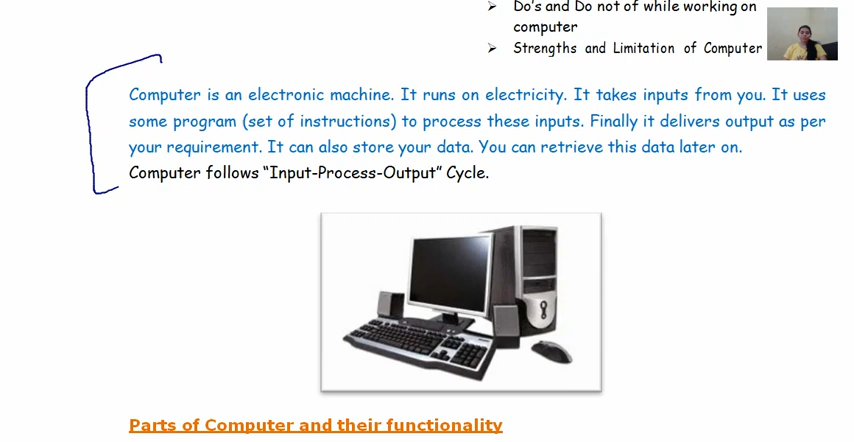 ➢ Do's and Do not of while working on
computer
➢ Strengths and Limitation of Computer
Computer is an electronic machine. It runs on electricity. It takes inputs from you. It uses
some program (set of instructions) to process these inputs. Finally it delivers output as per
your requirement. It can also store your data. You can retrieve this data later on.
Computer follows “Input-Process-Output” Cycle.
Parts of Computer and their functionality